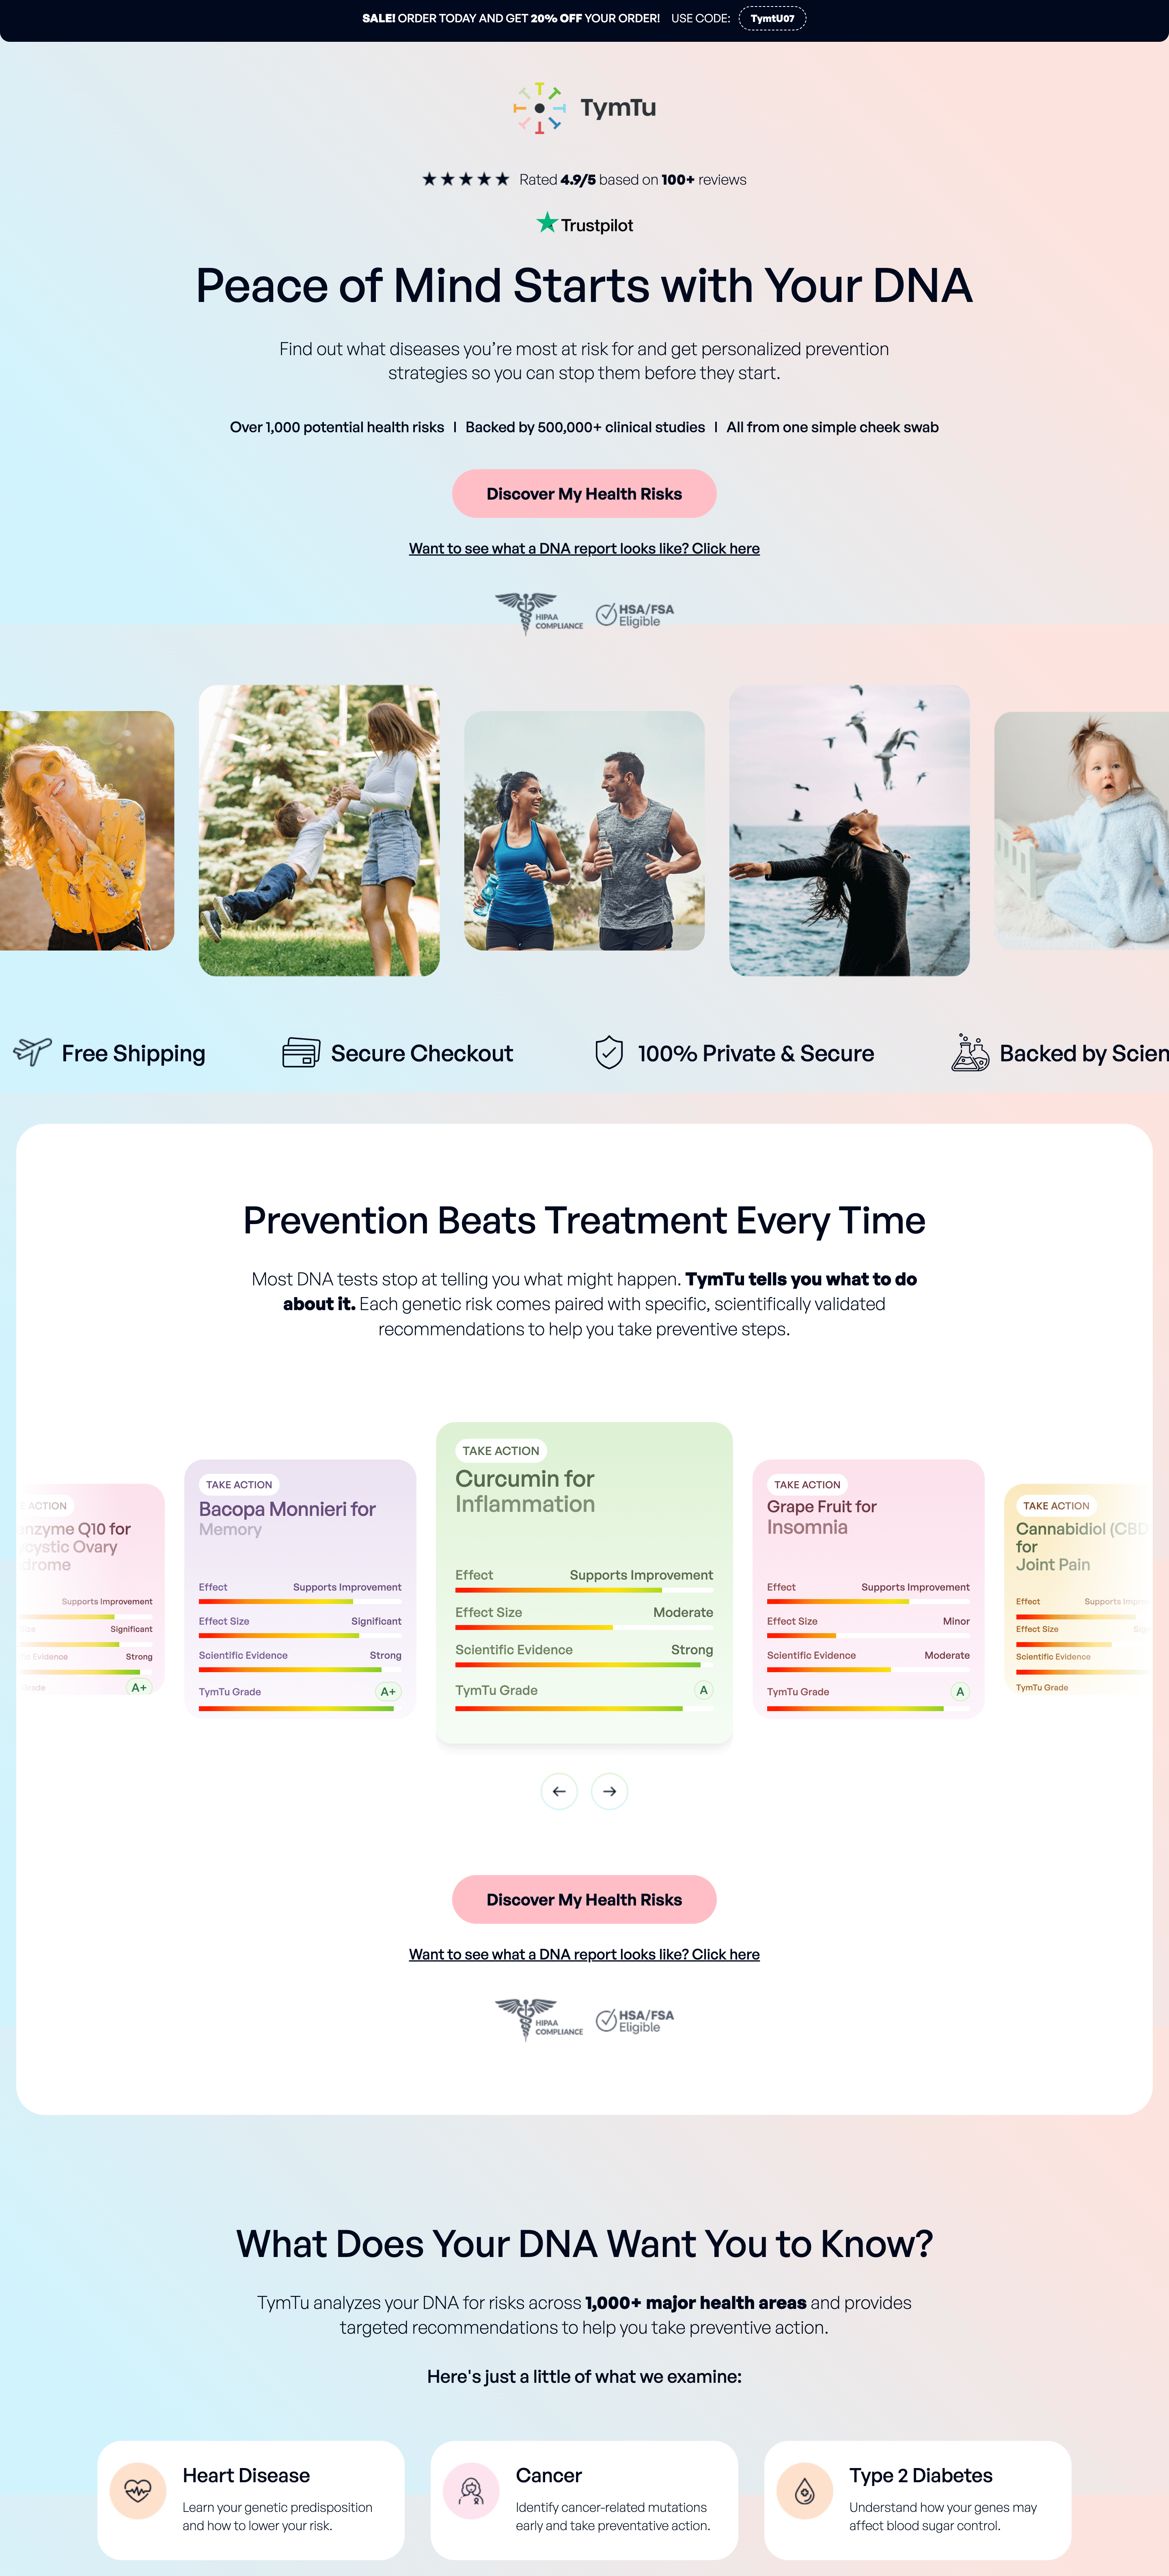 SALE! ORDER TODAY AND GET 20% OFF YOUR ORDER! USE CODE: TymtU07
TymTu
Rated 4.9/5 based on 100+ reviews
Trustpilot
Peace of Mind Starts with Your DNA
Find out what diseases you're most at risk for and get personalized prevention
strategies so you can stop them before they start.
Over 1,000 potential health risks | Backed by 500,000+ clinical studies | All from one simple cheek swab
Discover My Health Risks
Want to see what a DNA report looks like? Click here
HIPAA
COMPLIANCE
HSA/FSA
Eligible
Free Shipping
Secure Checkout
100% Private & Secure
Backed by Scien
Prevention Beats Treatment Every Time
Most DNA tests stop at telling you what might happen. TymTu tells you what to do
about it. Each genetic risk comes paired with specific, scientifically validated
recommendations to help you take preventive steps.
E ACTION
enzyme Q10 for
ycystic Ovary
drome
Supports Improvement
Size Significant
Evidence Strong
Grade A+
TAKE ACTION
Bacopa Monnieri for
Memory
Effect Supports Improvement
Effect Size Significant
Scientific Evidence Strong
TymTu Grade A+
TAKE ACTION
Curcumin for
Inflammation
Effect Supports Improvement
Effect Size Moderate
Scientific Evidence Strong
TymTu Grade A
TAKE ACTION
Grape Fruit for
Insomnia
Effect Supports Improvement
Effect Size Minor
Scientific Evidence Moderate
TymTu Grade A
TAKE ACTION
Cannabidiol (CBD
for
Joint Pain
Effect Supports Impro
Effect Size Sig
Scientific Evidence
TymTu Grade
Discover My Health Risks
Want to see what a DNA report looks like? Click here
HIPAA
COMPLIANCE
HSA/FSA
Eligible
What Does Your DNA Want You to Know?
TymTu analyzes your DNA for risks across 1,000+ major health areas and provides
targeted recommendations to help you take preventive action.
Here's just a little of what we examine:
Heart Disease
Learn your genetic predisposition
and how to lower your risk.
Cancer
Identify cancer-related mutations
early and take preventative action.
Type 2 Diabetes
Understand how your genes may
affect blood sugar control.